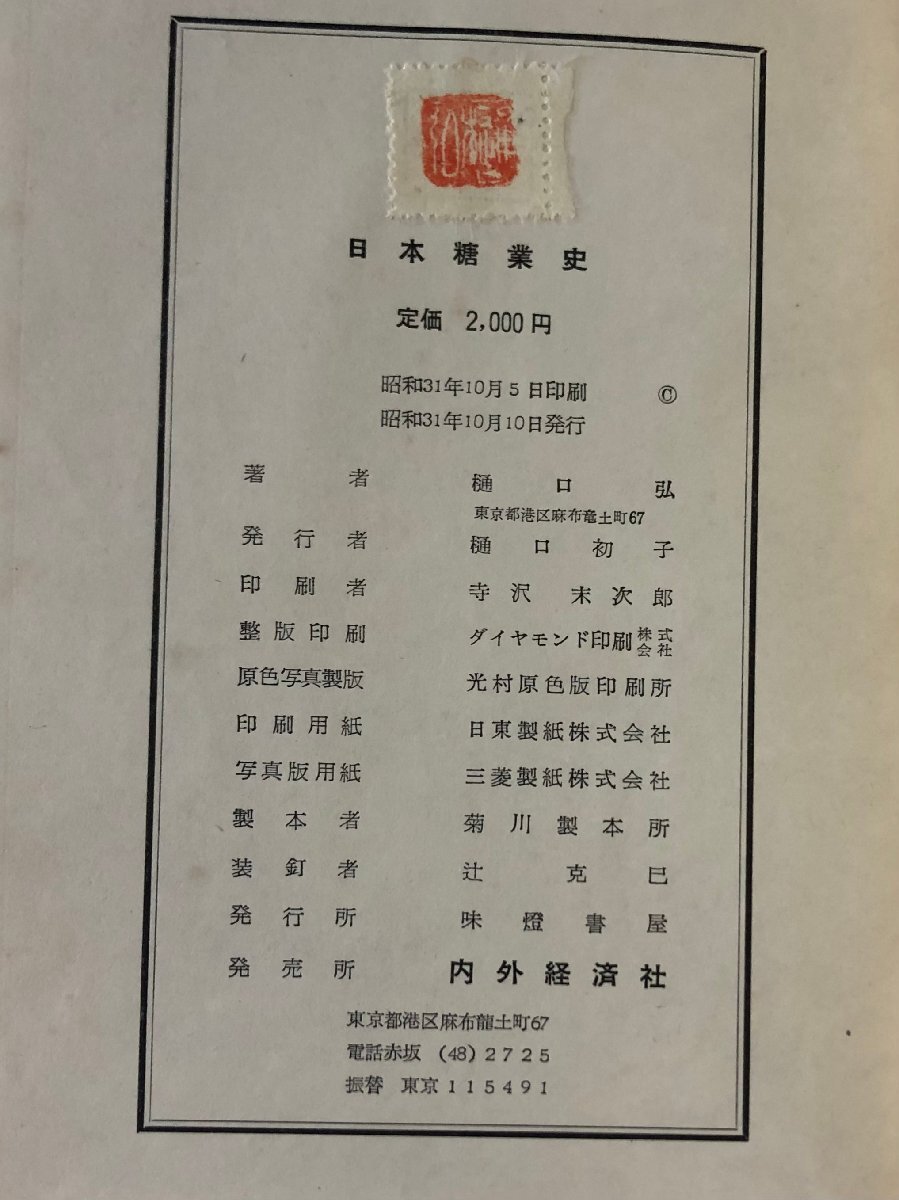 日本糖業史
定価 2,000円
昭和31年10月5日印刷 ©
昭和31年10月10日発行
著者 樋口弘
東京都港区麻布竜土町67
発行者 樋口初子
印刷者 寺沢末次郎
整版印刷 ダイヤモンド印刷株式会社
原色写真製版 光村原色版印刷所
印刷用紙 日東製紙株式会社
写真版用紙 三菱製紙株式会社
製本者 菊川製本所
装釘者 辻克巳
発行所 味燈書屋
発売所 内外経済社
東京都港区麻布龍土町67
電話赤坂 (48) 2725
振替 東京 115491